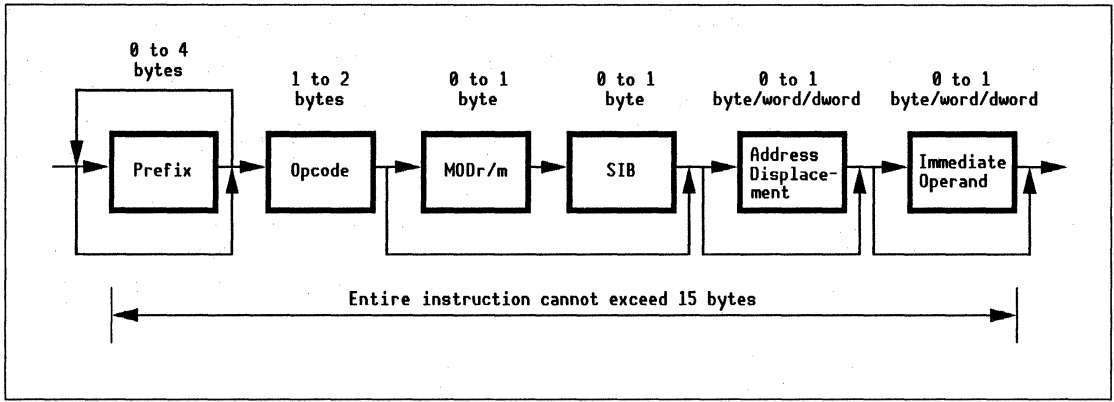 0 to 4
bytes
1 to 2
bytes
0 to 1
byte
0 to 1
byte
0 to 1
byte/word/dword
0 to 1
byte/word/dword
Prefix
Opcode
MODr/m
SIB
Address
Displace-
ment
Immediate
Operand
Entire instruction cannot exceed 15 bytes